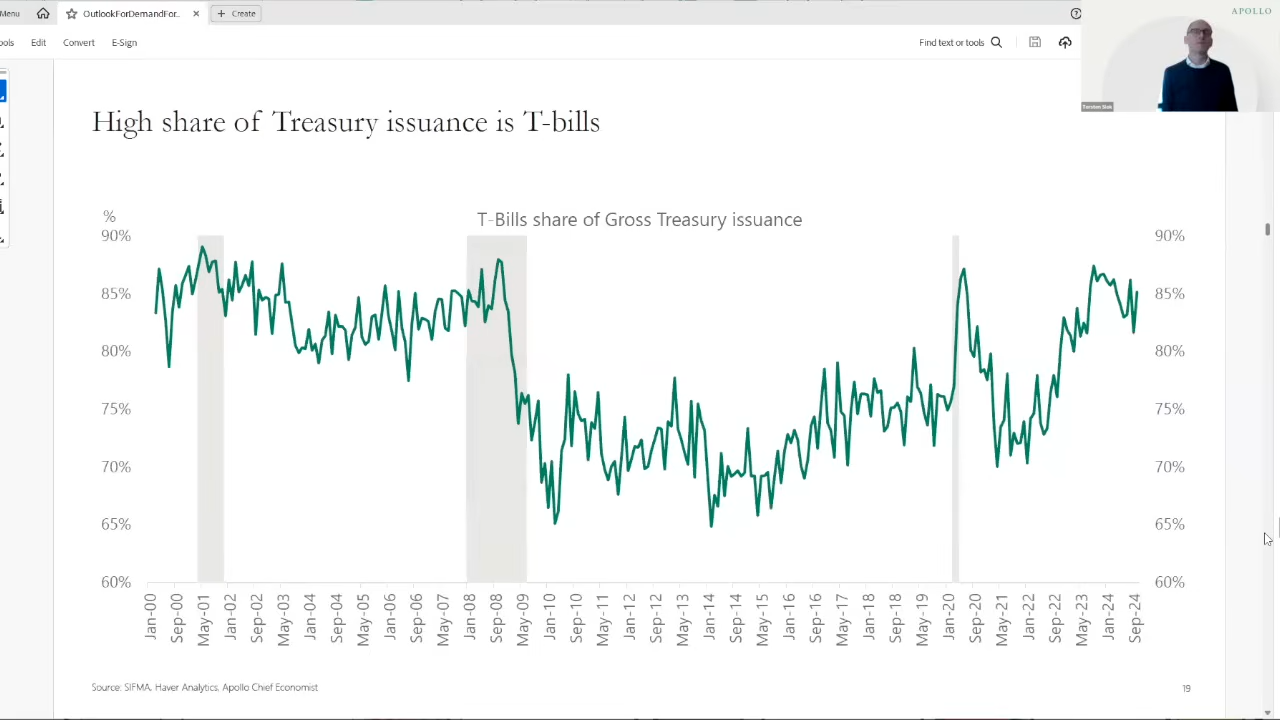 Menu
OutlookForDemandFor...
×
+ Create
?
APOLLO
ools
Edit
Convert
E-Sign
Find text or tools
Torsten Slok
High share of Treasury issuance is T-bills
T-Bills share of Gross Treasury issuance
%
90%
85%
80%
75%
70%
65%
60%
90%
85%
80%
75%
70%
65%
60%
Jan-00
Sep-00
May-01
Jan-02
Sep-02
May-03
Jan-04
Sep-04
May-05
Jan-06
Sep-06
May-07
Jan-08
Sep-08
May-09
Jan-10
Sep-10
May-11
Jan-12
Sep-12
May-13
Jan-14
Sep-14
May-15
Jan-16
Sep-16
May-17
Jan-18
Sep-18
May-19
Jan-20
Sep-20
May-21
Jan-22
Sep-22
May-23
Jan-24
Sep-24
Source: SIFMA, Haver Analytics, Apollo Chief Economist
19